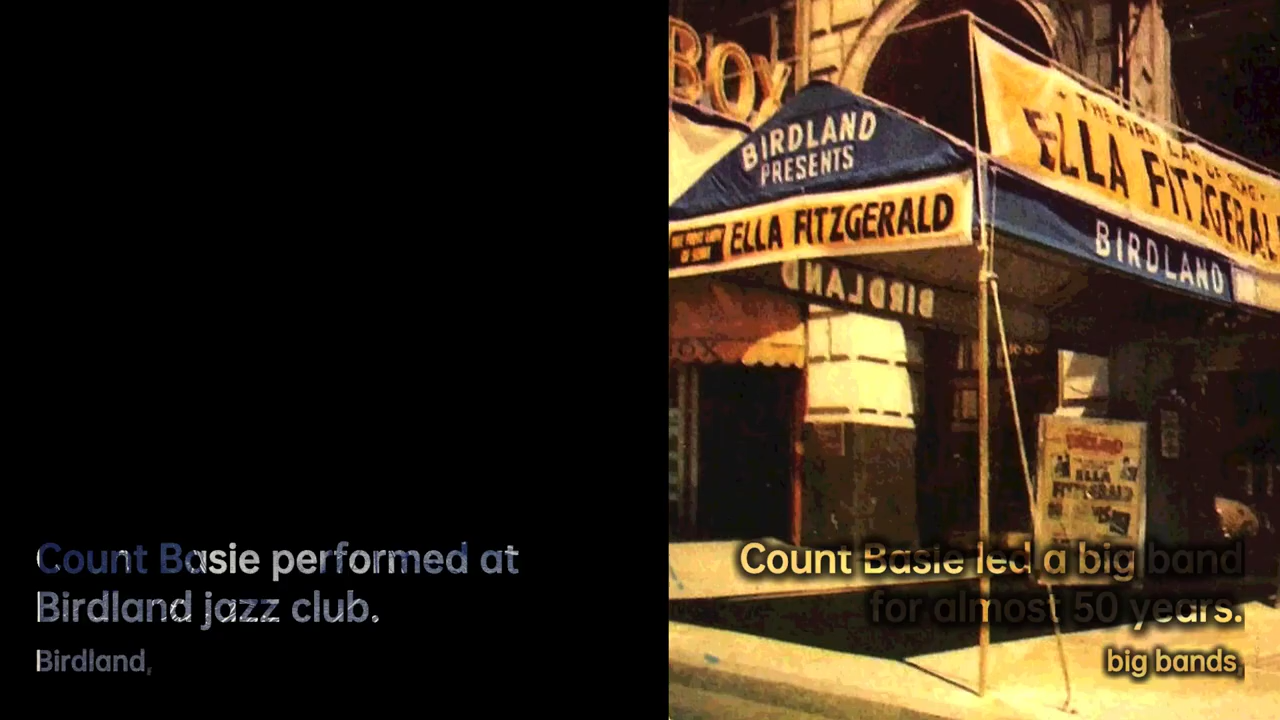 Count Basie performed at
Birdland jazz club.
Birdland,
BOY
BIRDLAND
PRESENTS
ELLA FITZGERALD
THE FIRST LADY OF SONG
ELLA FITZGERALD
BIRDLAND
BIRDLAND
ELLA
FITZGERALD
Count Basie led a big band
for almost 50 years.
big bands,